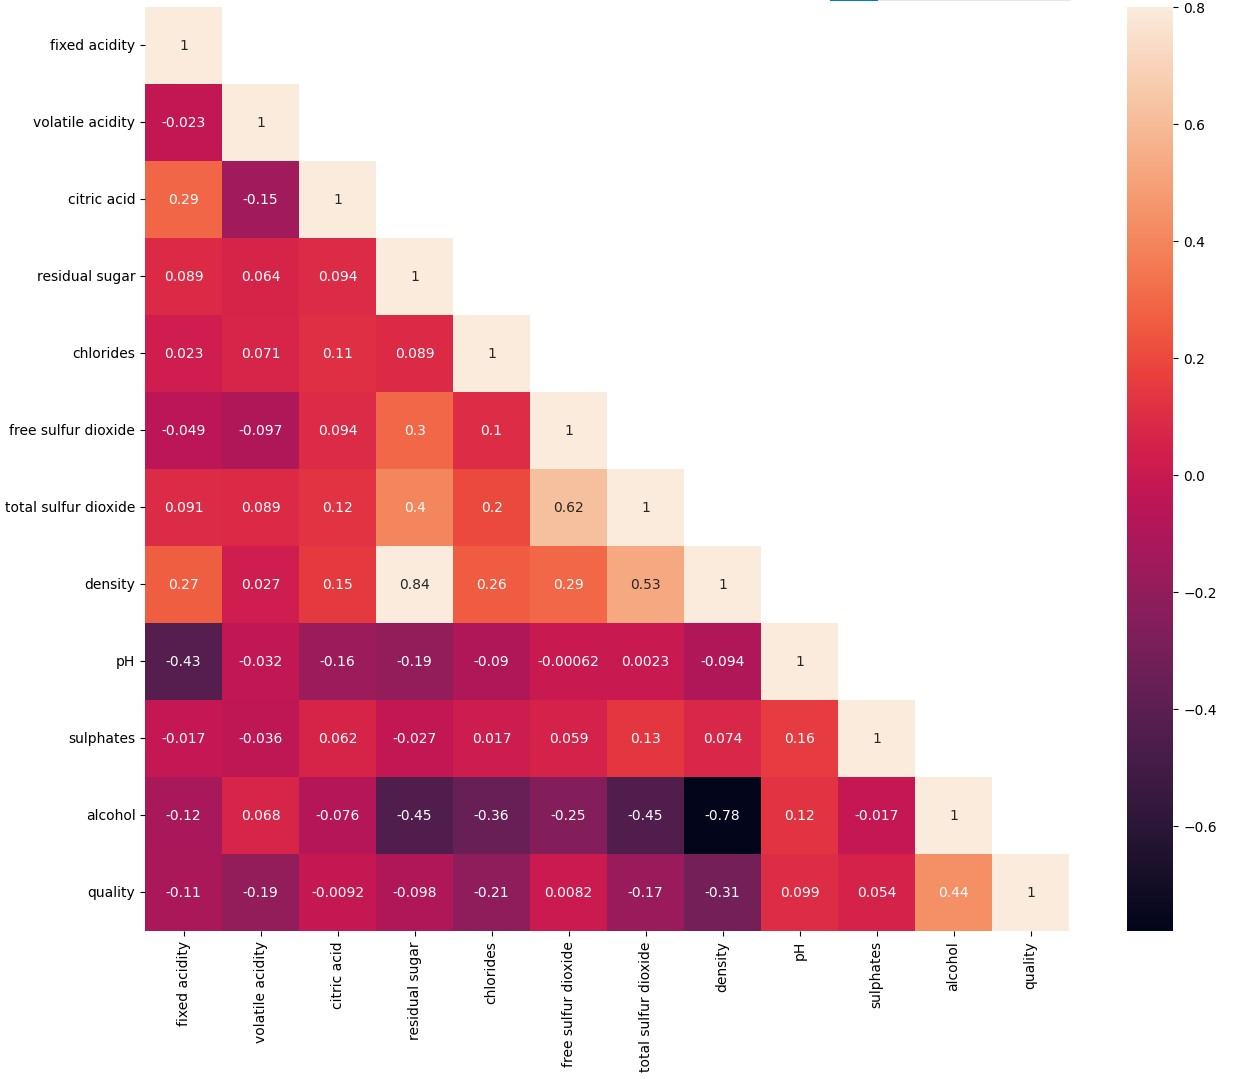 fixed acidity 1 0.8
volatile acidity -0.023 1 0.6
citric acid 0.29 -0.15 1
residual sugar 0.089 0.064 0.094 1 0.4
chlorides 0.023 0.071 0.11 0.089 1 0.2
free sulfur dioxide -0.049 -0.097 0.094 0.3 0.1 1
total sulfur dioxide 0.091 0.089 0.12 0.4 0.2 0.62 1 0.0
density 0.27 0.027 0.15 0.84 0.26 0.29 0.53 1 −0.2
pH -0.43 -0.032 -0.16 -0.19 -0.09 -0.00062 0.0023 -0.094 1
sulphates -0.017 -0.036 0.062 -0.027 0.017 0.059 0.13 0.074 0.16 1 −0.4
alcohol -0.12 0.068 -0.076 -0.45 -0.36 -0.25 -0.45 -0.78 0.12 -0.017 1 −0.6
quality -0.11 -0.19 -0.0092 -0.098 -0.21 0.0082 -0.17 -0.31 0.099 0.054 0.44 1
fixed acidity
volatile acidity
citric acid
residual sugar
chlorides
free sulfur dioxide
total sulfur dioxide
density
pH
sulphates
alcohol
quality